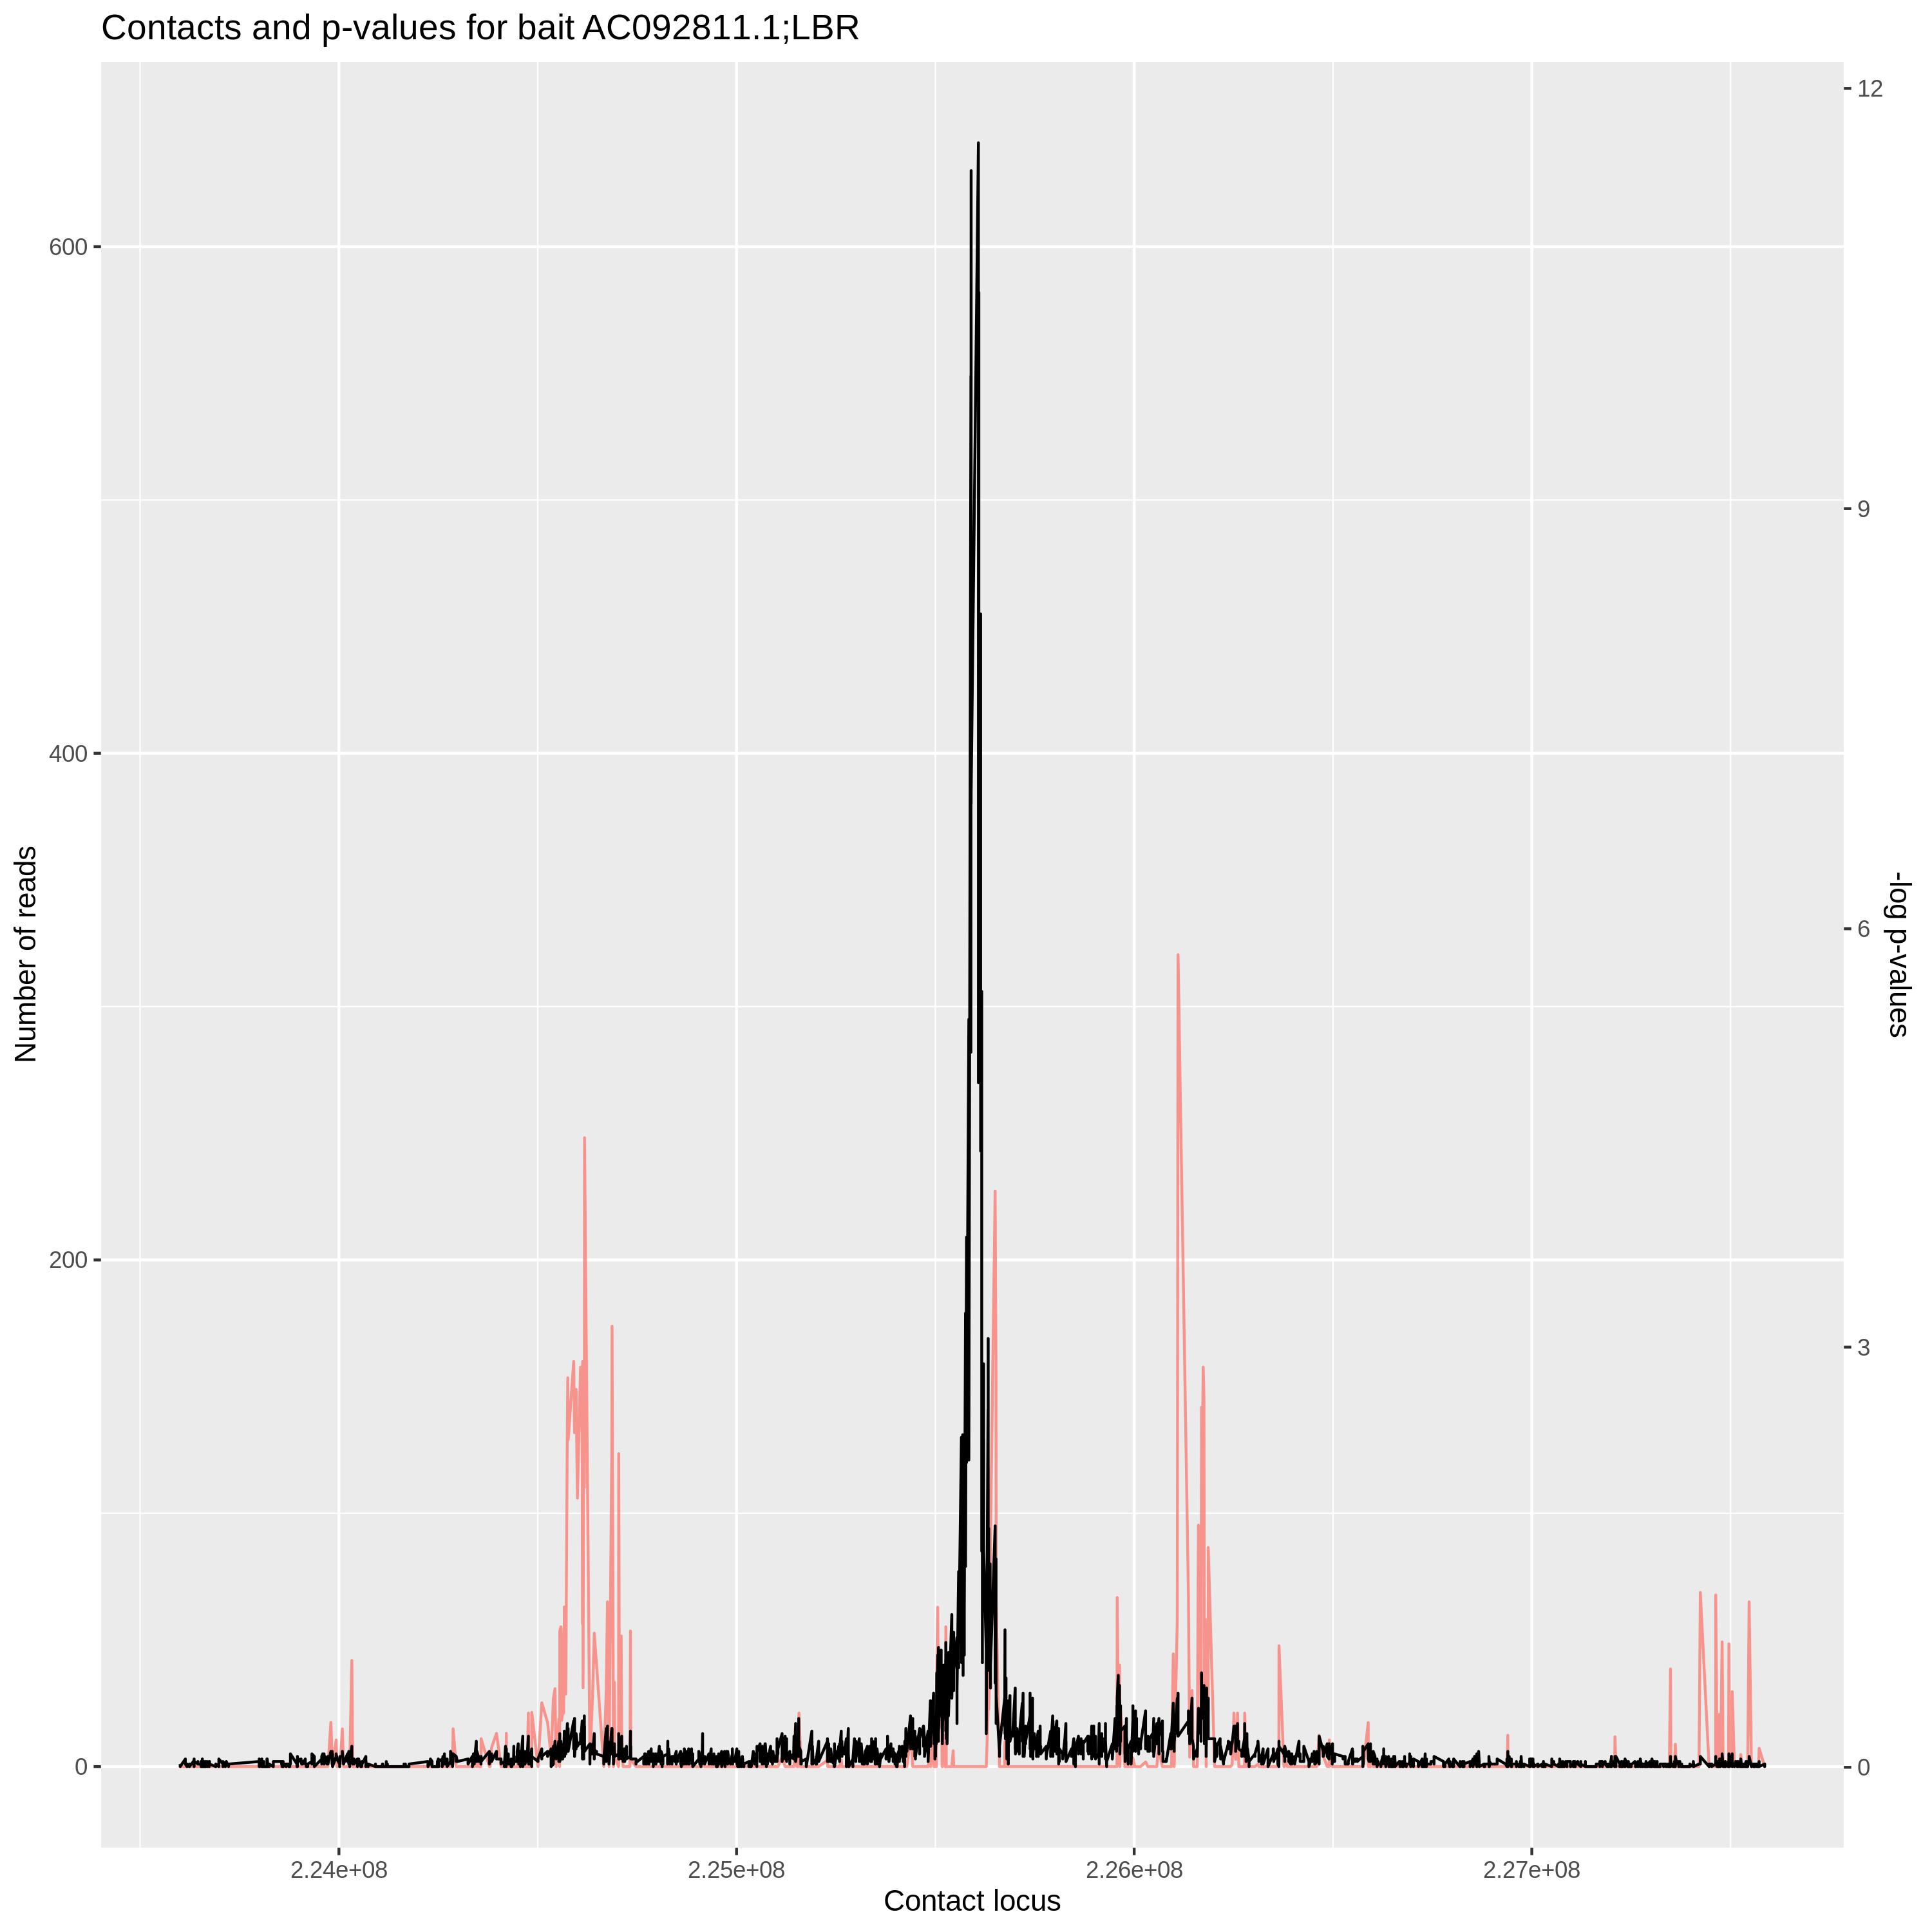 Contacts and p-values for bait AC092811.1;LBR
12
600
9
400
Number of reads
-log p-values
6
200
3
0
0
2.24e+08
2.25e+08
2.26e+08
2.27e+08
Contact locus